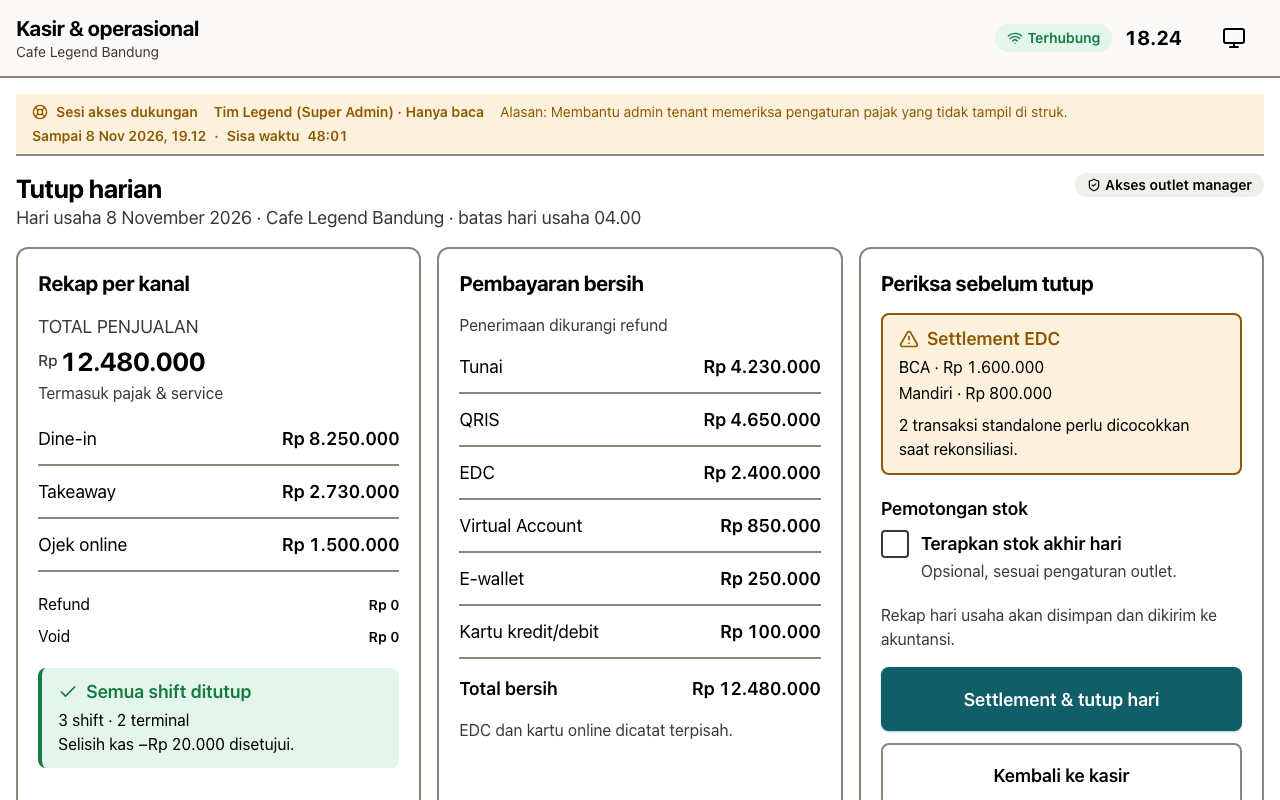 Kasir & operasional
Cafe Legend Bandung
Terhubung
18.24
Sesi akses dukungan Tim Legend (Super Admin) · Hanya baca Alasan: Membantu admin tenant memeriksa pengaturan pajak yang tidak tampil di struk.
Sampai 8 Nov 2026, 19.12 · Sisa waktu 48:01
Tutup harian
Akses outlet manager
Hari usaha 8 November 2026 · Cafe Legend Bandung · batas hari usaha 04.00
Rekap per kanal
TOTAL PENJUALAN
Rp 12.480.000
Termasuk pajak & service
Dine-in Rp 8.250.000
Takeaway Rp 2.730.000
Ojek online Rp 1.500.000
Refund Rp 0
Void Rp 0
Semua shift ditutup
3 shift · 2 terminal
Selisih kas −Rp 20.000 disetujui.
Pembayaran bersih
Penerimaan dikurangi refund
Tunai Rp 4.230.000
QRIS Rp 4.650.000
EDC Rp 2.400.000
Virtual Account Rp 850.000
E-wallet Rp 250.000
Kartu kredit/debit Rp 100.000
Total bersih Rp 12.480.000
EDC dan kartu online dicatat terpisah.
Periksa sebelum tutup
Settlement EDC
BCA · Rp 1.600.000
Mandiri · Rp 800.000
2 transaksi standalone perlu dicocokkan
saat rekonsiliasi.
Pemotongan stok
Terapkan stok akhir hari
Opsional, sesuai pengaturan outlet.
Rekap hari usaha akan disimpan dan dikirim ke
akuntansi.
Settlement & tutup hari
Kembali ke kasir